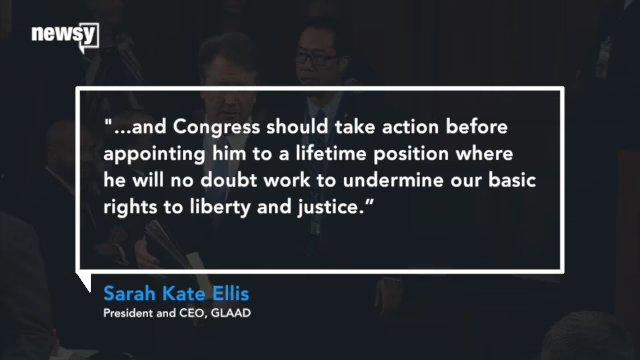 newsy
"...and Congress should take action before
appointing him to a lifetime position where
he will no doubt work to undermine our basic
rights to liberty and justice.”
Sarah Kate Ellis
President and CEO, GLAAD